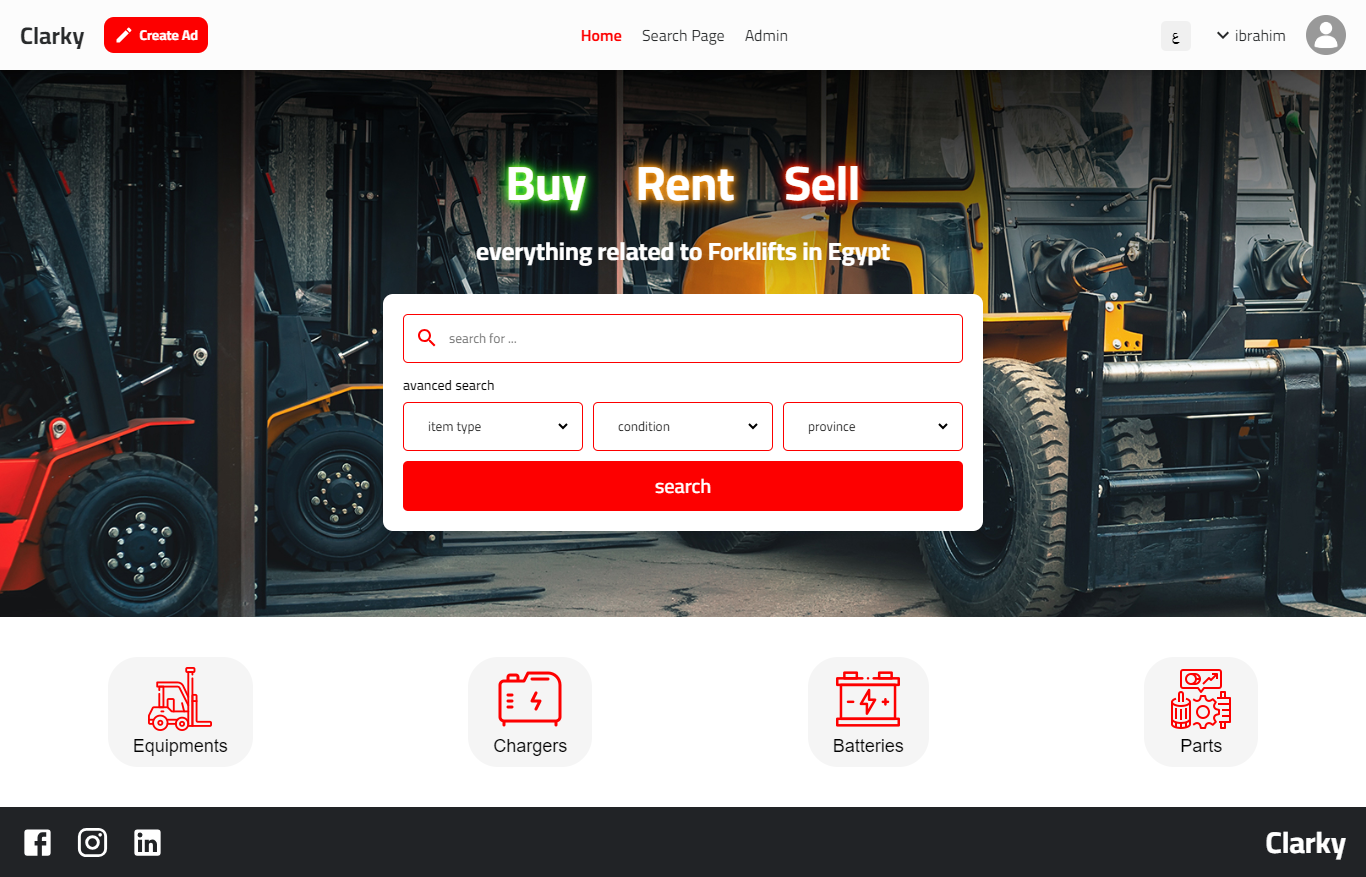 Clarky
Create Ad
Home
Search Page
Admin
ع
ibrahim
Buy Rent Sell
everything related to Forklifts in Egypt
search for ...
avanced search
item type
condition
province
search
Equipments
Chargers
Batteries
Parts
Clarky